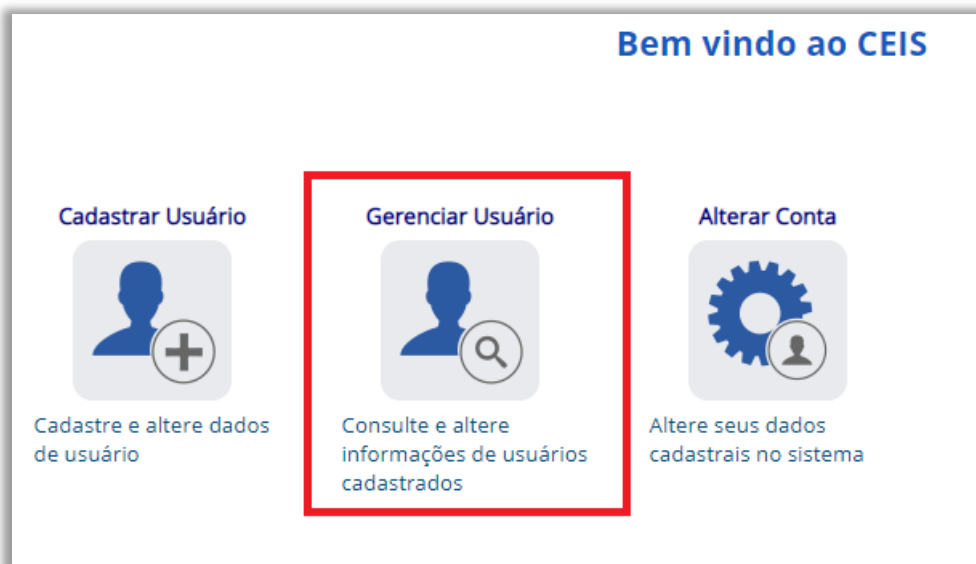 Bem vindo ao CEIS
Cadastrar Usuário
Cadastre e altere dados
de usuário
Gerenciar Usuário
Consulte e altere
informações de usuários
cadastrados
Alterar Conta
Altere seus dados
cadastrais no sistema